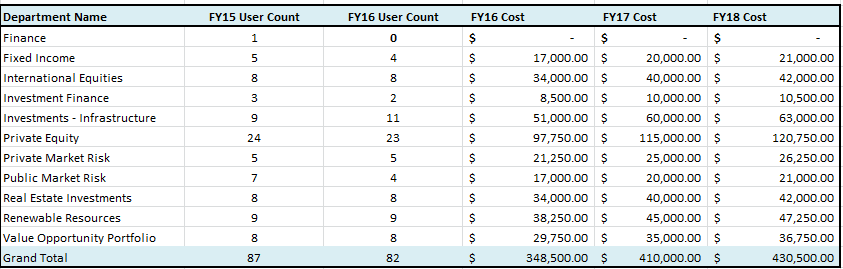 Department Name FY15 User Count FY16 User Count FY16 Cost FY17 Cost FY18 Cost
Finance 1 0 $ - $ - $ -
Fixed Income 5 4 $ 17,000.00 $ 20,000.00 $ 21,000.00
International Equities 8 8 $ 34,000.00 $ 40,000.00 $ 42,000.00
Investment Finance 3 2 $ 8,500.00 $ 10,000.00 $ 10,500.00
Investments - Infrastructure 9 11 $ 51,000.00 $ 60,000.00 $ 63,000.00
Private Equity 24 23 $ 97,750.00 $ 115,000.00 $ 120,750.00
Private Market Risk 5 5 $ 21,250.00 $ 25,000.00 $ 26,250.00
Public Market Risk 7 4 $ 17,000.00 $ 20,000.00 $ 21,000.00
Real Estate Investments 8 8 $ 34,000.00 $ 40,000.00 $ 42,000.00
Renewable Resources 9 9 $ 38,250.00 $ 45,000.00 $ 47,250.00
Value Opportunity Portfolio 8 8 $ 29,750.00 $ 35,000.00 $ 36,750.00
Grand Total 87 82 $ 348,500.00 $ 410,000.00 $ 430,500.00